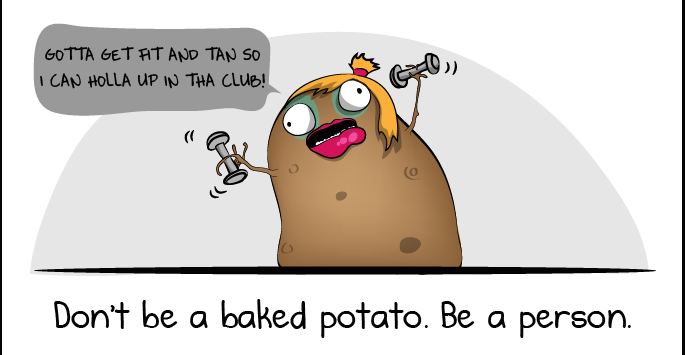 GOTTA GET FIT AND TAN SO
I CAN HOLLA UP IN THA CLUB!
Don't be a baked potato. Be a person.